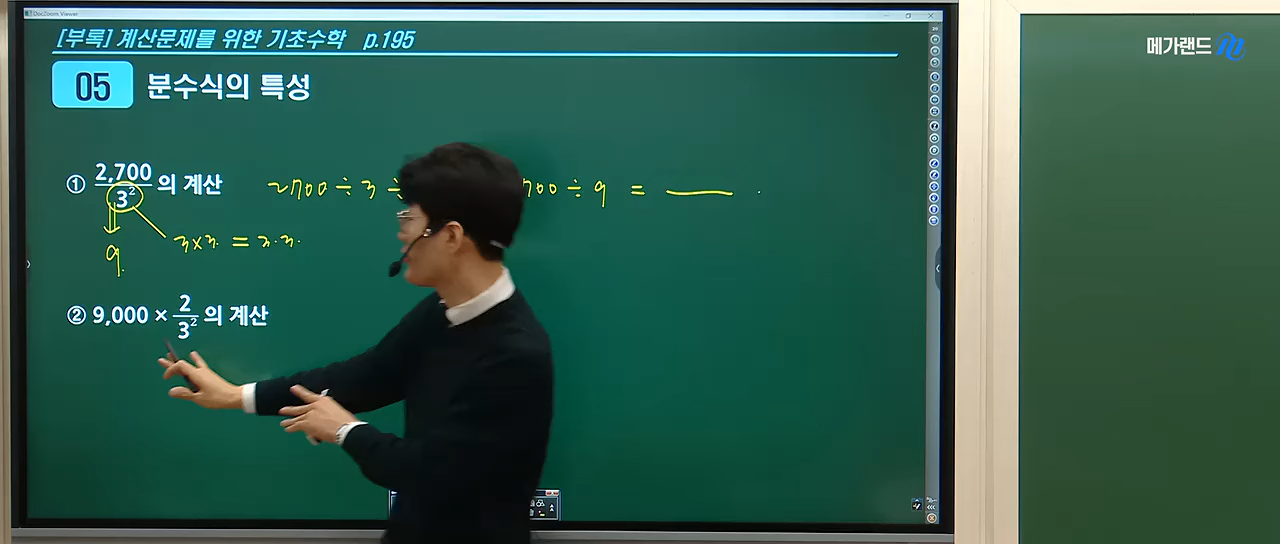 DocZoom Viewer
[부록] 계산문제를 위한 기초수학 p.195
메가랜드
05 분수식의 특성
① 2,700 / 3² 의 계산 2700 ÷ 3 ÷ 700 ÷ 9 =
9 3×3 = 3·3
② 9,000 × 2 / 3² 의 계산